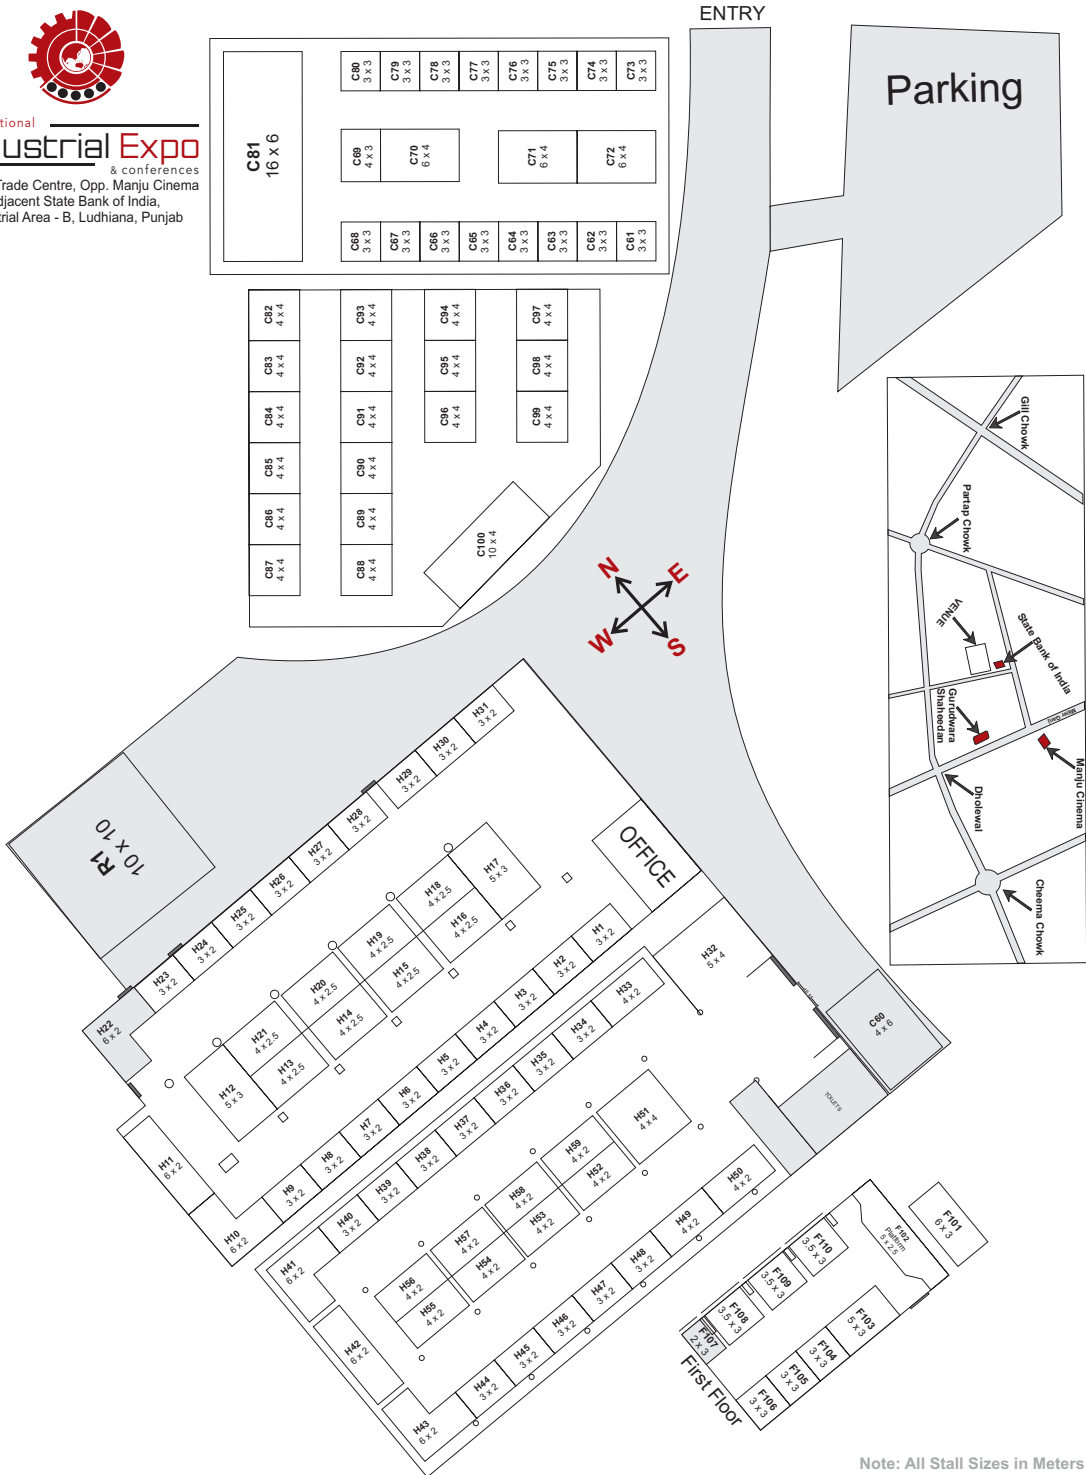 ENTRY
Parking
tional
ustrial Expo
& conferences
Trade Centre, Opp. Manju Cinema
djacent State Bank of India,
trial Area - B, Ludhiana, Punjab
C81
16 x 6
C80
3 x 3
C79
3 x 3
C78
3 x 3
C77
3 x 3
C76
3 x 3
C75
3 x 3
C74
3 x 3
C73
3 x 3
C69
4 x 3
C70
6 x 4
C71
6 x 4
C72
6 x 4
C68
3 x 3
C67
3 x 3
C66
3 x 3
C65
3 x 3
C64
3 x 3
C63
3 x 3
C62
3 x 3
C61
3 x 3
C82
4 x 4
C93
4 x 4
C94
4 x 4
C97
4 x 4
C83
4 x 4
C92
4 x 4
C95
4 x 4
C98
4 x 4
C84
4 x 4
C91
4 x 4
C96
4 x 4
C99
4 x 4
C85
4 x 4
C90
4 x 4
C86
4 x 4
C89
4 x 4
C87
4 x 4
C88
4 x 4
C100
10 x 4
N
E
W
S
Gill Chowk
Partap Chowk
VENUE
State Bank of India
Gurudwara
Shaheedan
Miller Ganj
Manju Cinema
Dholewal
Cheema Chowk
R1
10 x 10
H31
3 x 2
H30
3 x 2
H29
3 x 2
H28
3 x 2
H27
3 x 2
H26
3 x 2
H25
3 x 2
H24
3 x 2
H23
3 x 2
H22
6 x 2
OFFICE
H17
5 x 3
H18
4 x 2.5
H16
4 x 2.5
H19
4 x 2.5
H15
4 x 2.5
H20
4 x 2.5
H14
4 x 2.5
H21
4 x 2.5
H13
4 x 2.5
H12
5 x 3
H1
3 x 2
H2
3 x 2
H3
3 x 2
H4
3 x 2
H5
3 x 2
H6
3 x 2
H7
3 x 2
H8
3 x 2
H9
3 x 2
H10
6 x 2
H11
6 x 2
H32
5 x 4
H33
4 x 2
H34
3 x 2
H35
3 x 2
H36
3 x 2
H37
3 x 2
H38
3 x 2
H39
3 x 2
H40
3 x 2
H41
6 x 2
H42
6 x 2
H43
6 x 2
H44
3 x 2
H45
3 x 2
H46
3 x 2
H47
3 x 2
H48
3 x 2
H49
4 x 2
H50
4 x 2
H51
4 x 4
H59
4 x 2
H52
4 x 2
H58
4 x 2
H53
4 x 2
H57
4 x 2
H54
4 x 2
H56
4 x 2
H55
4 x 2
C60
4 x 6
TOILETS
F101
6 x 3
F102
Platform
5 x 2.5
F110
3.5 x 3
F109
3.5 x 3
F108
3.5 x 3
F107
2 x 3
F103
5 x 3
F104
3 x 3
F105
3 x 3
F106
3 x 3
First Floor
Note: All Stall Sizes in Meters